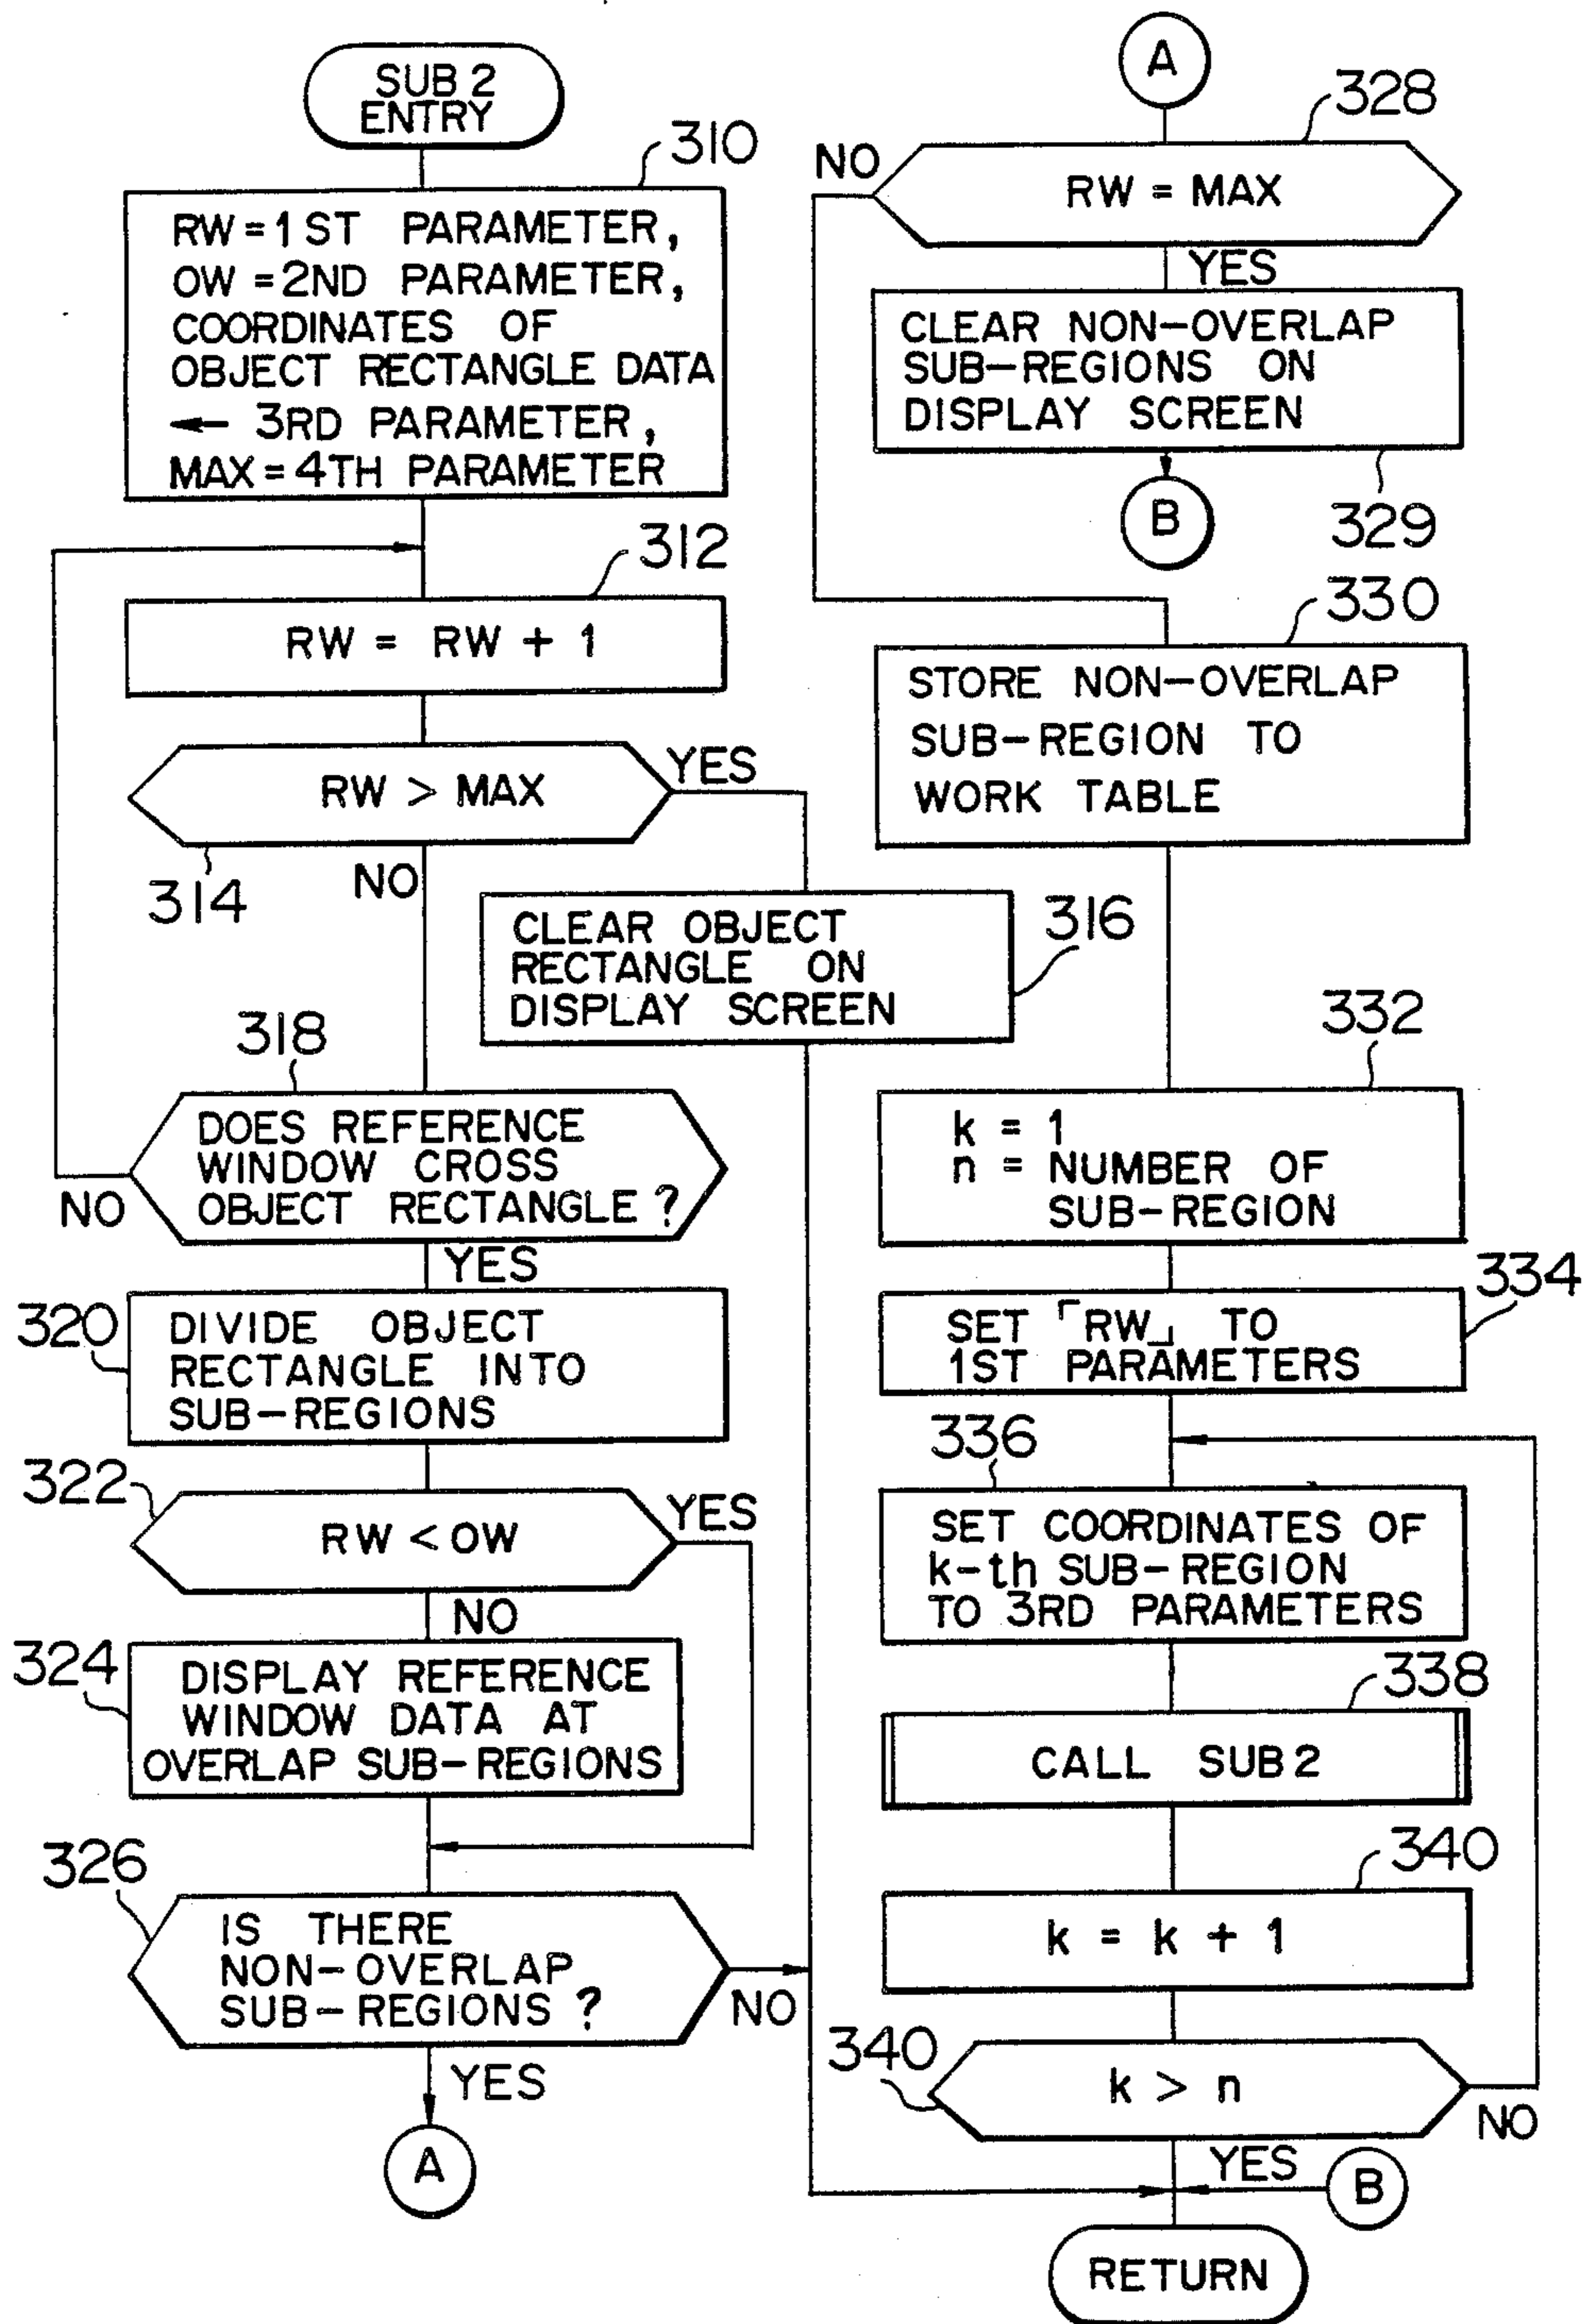 SUB 2
ENTRY
310
RW = 1 ST PARAMETER,
OW = 2ND PARAMETER,
COORDINATES OF
OBJECT RECTANGLE DATA
← 3RD PARAMETER,
MAX = 4TH PARAMETER
312
RW = RW + 1
RW > MAX
YES
314
NO
CLEAR OBJECT
RECTANGLE ON
DISPLAY SCREEN
316
318
DOES REFERENCE
WINDOW CROSS
OBJECT RECTANGLE ?
NO
YES
320
DIVIDE OBJECT
RECTANGLE INTO
SUB-REGIONS
322
RW < OW
YES
NO
324
DISPLAY REFERENCE
WINDOW DATA AT
OVERLAP SUB-REGIONS
326
IS THERE
NON-OVERLAP
SUB-REGIONS ?
NO
YES
A
A
328
NO
RW = MAX
YES
CLEAR NON-OVERLAP
SUB-REGIONS ON
DISPLAY SCREEN
329
B
330
STORE NON-OVERLAP
SUB-REGION TO
WORK TABLE
332
k = 1
n = NUMBER OF
SUB-REGION
334
SET 「RW」 TO
1ST PARAMETERS
336
SET COORDINATES OF
k-th SUB-REGION
TO 3RD PARAMETERS
338
CALL SUB 2
340
k = k + 1
340
k > n
NO
YES
B
RETURN